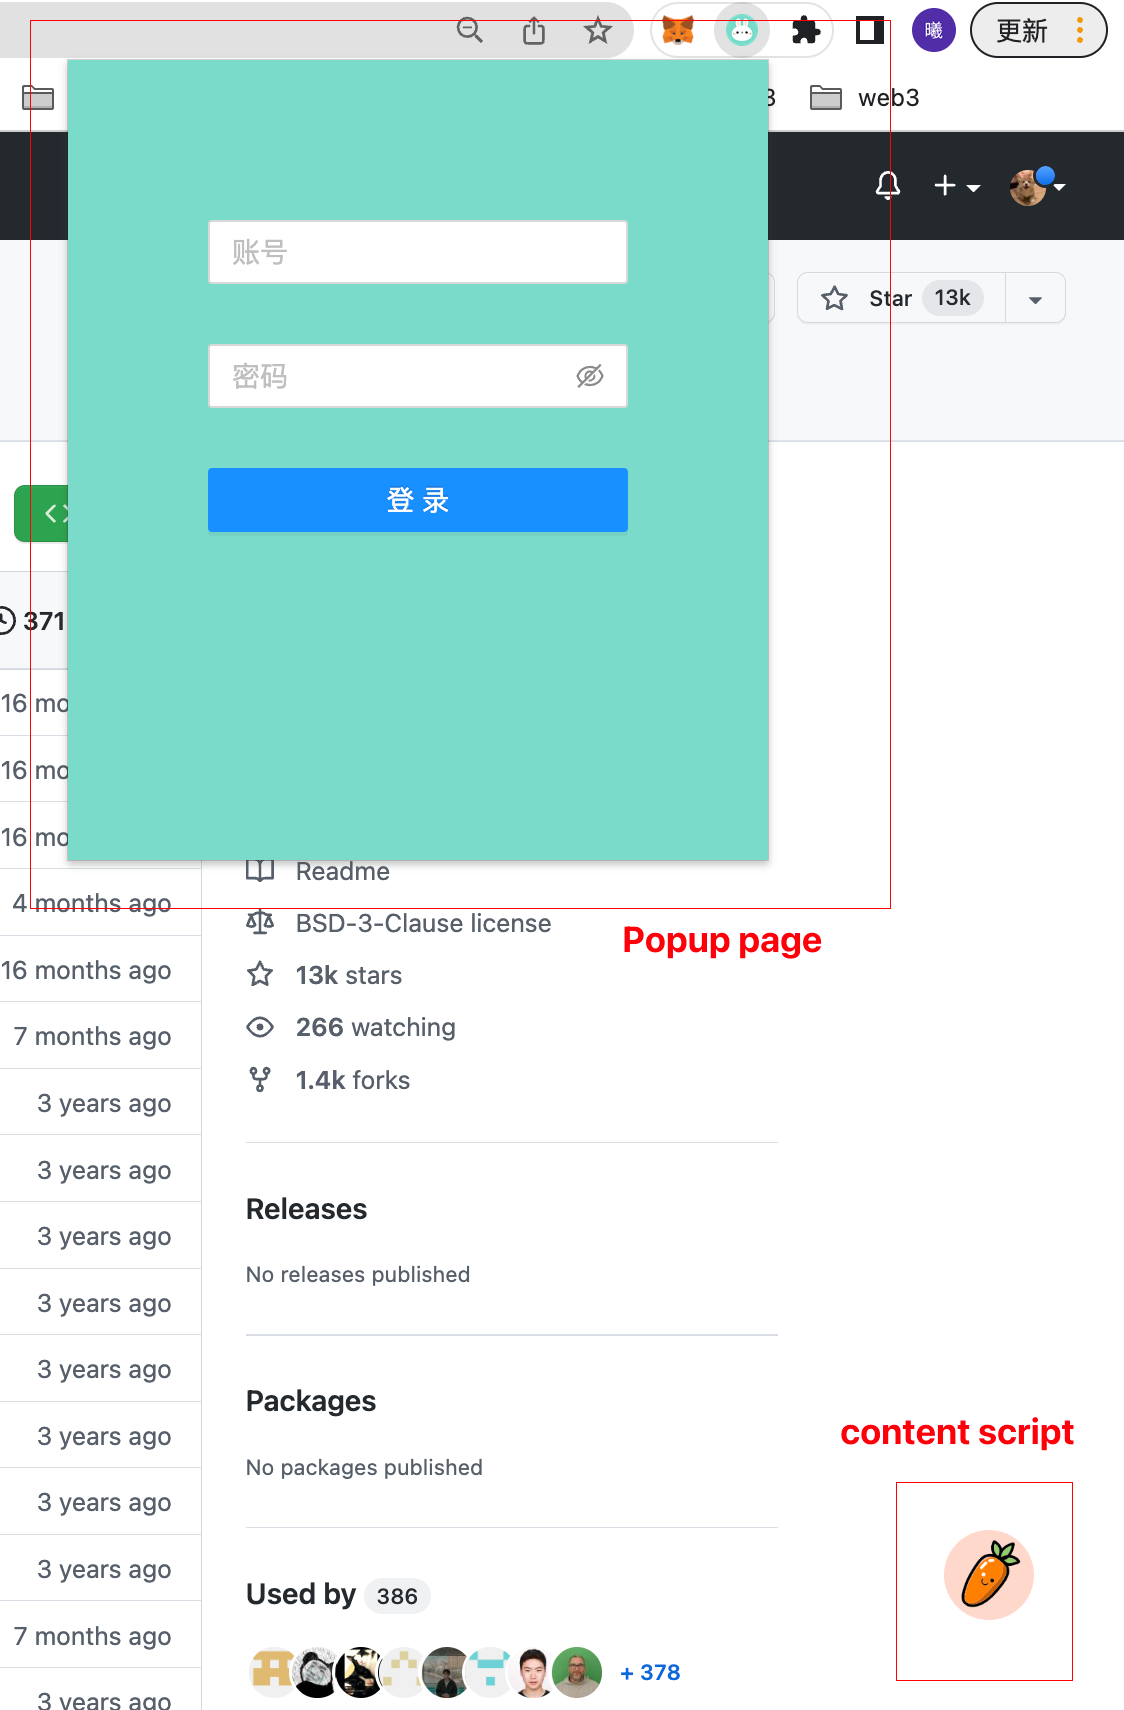 曦
更新
3
web3
账号
Star 13k
密码
登 录
371
16 mo
16 mo
16 mo
Readme
4 months ago
BSD-3-Clause license
Popup page
16 months ago
13k stars
7 months ago
266 watching
1.4k forks
3 years ago
3 years ago
Releases
3 years ago
No releases published
3 years ago
3 years ago
Packages
3 years ago
content script
No packages published
3 years ago
3 years ago
Used by 386
7 months ago
+ 378
3 years ago